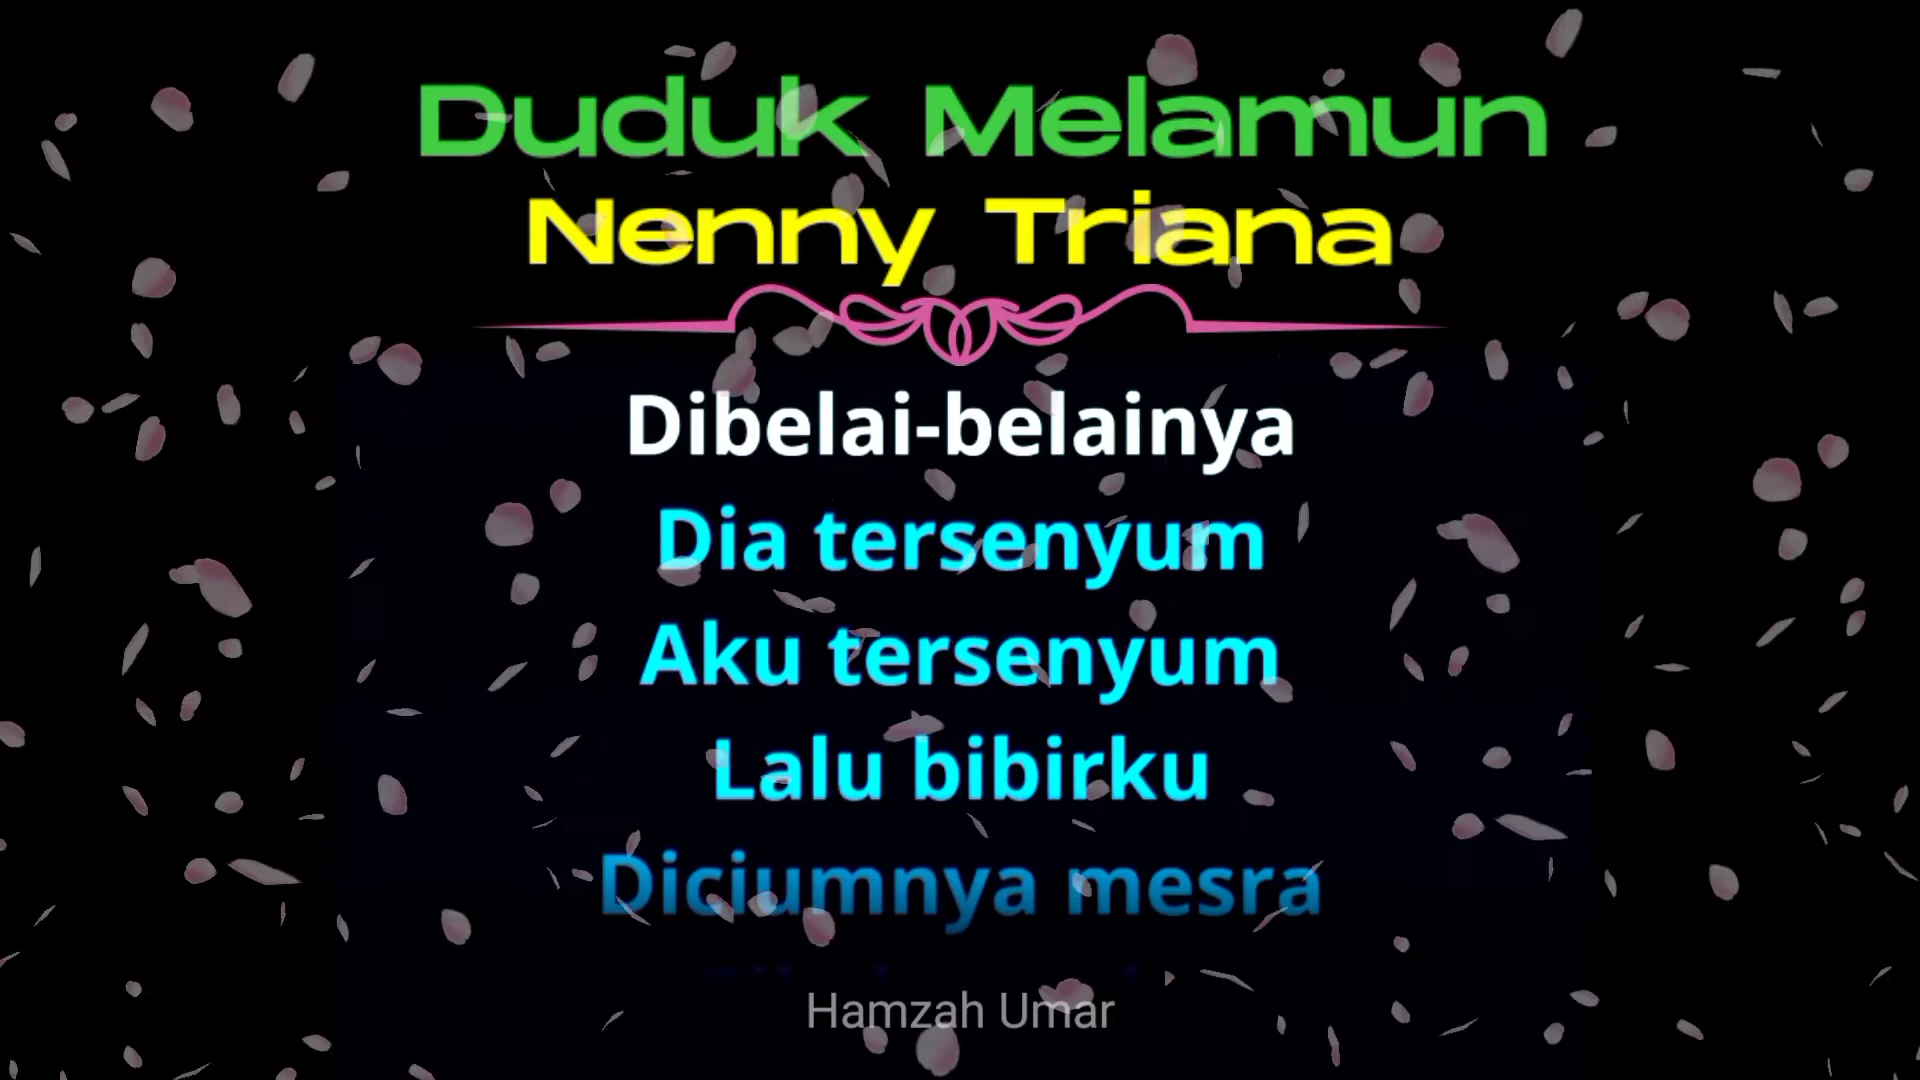 Duduk Melamun
Nenny Triana
Dibelai-belainya
Dia tersenyum
Aku tersenyum
Lalu bibirku
Diciumnya mesra
Hamzah Umar